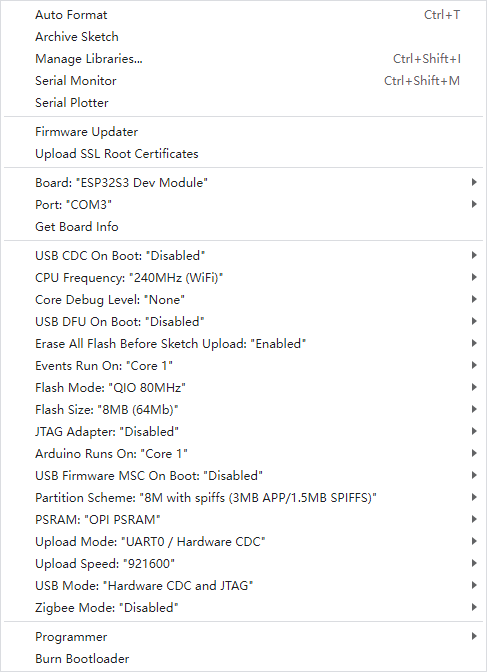 Auto Format Ctrl+T
Archive Sketch
Manage Libraries... Ctrl+Shift+I
Serial Monitor Ctrl+Shift+M
Serial Plotter
Firmware Updater
Upload SSL Root Certificates
Board: "ESP32S3 Dev Module"
Port: "COM3"
Get Board Info
USB CDC On Boot: "Disabled"
CPU Frequency: "240MHz (WiFi)"
Core Debug Level: "None"
USB DFU On Boot: "Disabled"
Erase All Flash Before Sketch Upload: "Enabled"
Events Run On: "Core 1"
Flash Mode: "QIO 80MHz"
Flash Size: "8MB (64Mb)"
JTAG Adapter: "Disabled"
Arduino Runs On: "Core 1"
USB Firmware MSC On Boot: "Disabled"
Partition Scheme: "8M with spiffs (3MB APP/1.5MB SPIFFS)"
PSRAM: "OPI PSRAM"
Upload Mode: "UART0 / Hardware CDC"
Upload Speed: "921600"
USB Mode: "Hardware CDC and JTAG"
Zigbee Mode: "Disabled"
Programmer
Burn Bootloader